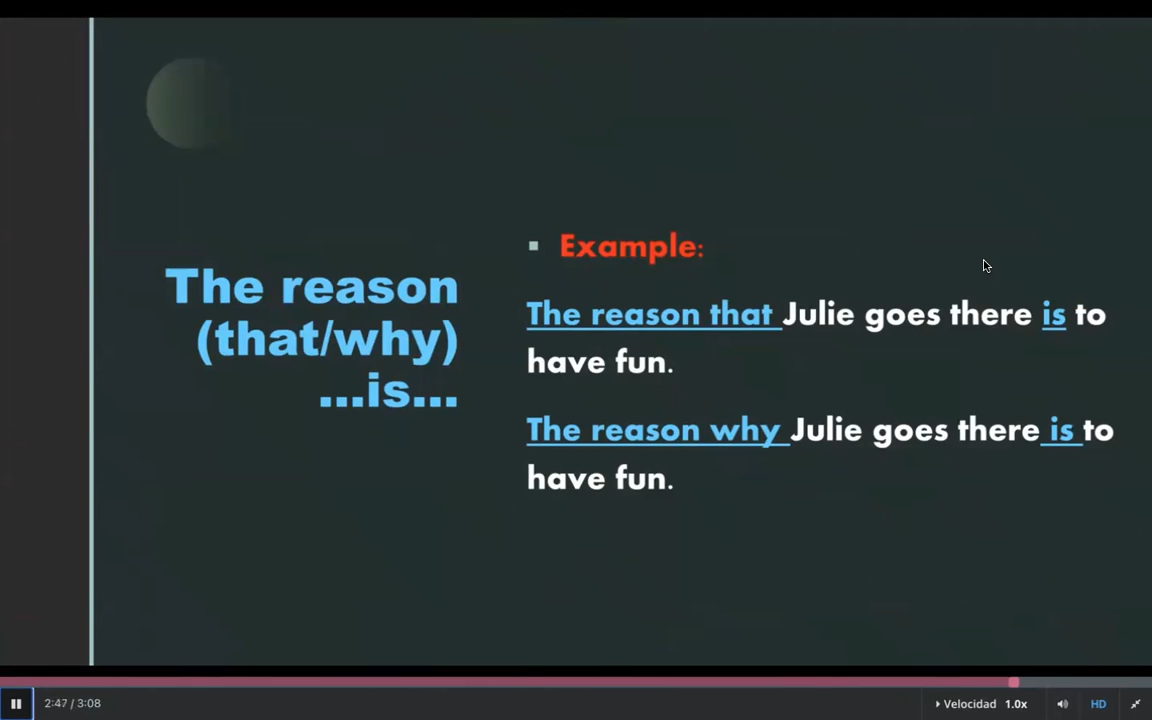 The reason
(that/why)
...is...
Example:
The reason that Julie goes there is to
have fun.
The reason why Julie goes there is to
have fun.
2:47 / 3:08
Velocidad 1.0x
HD